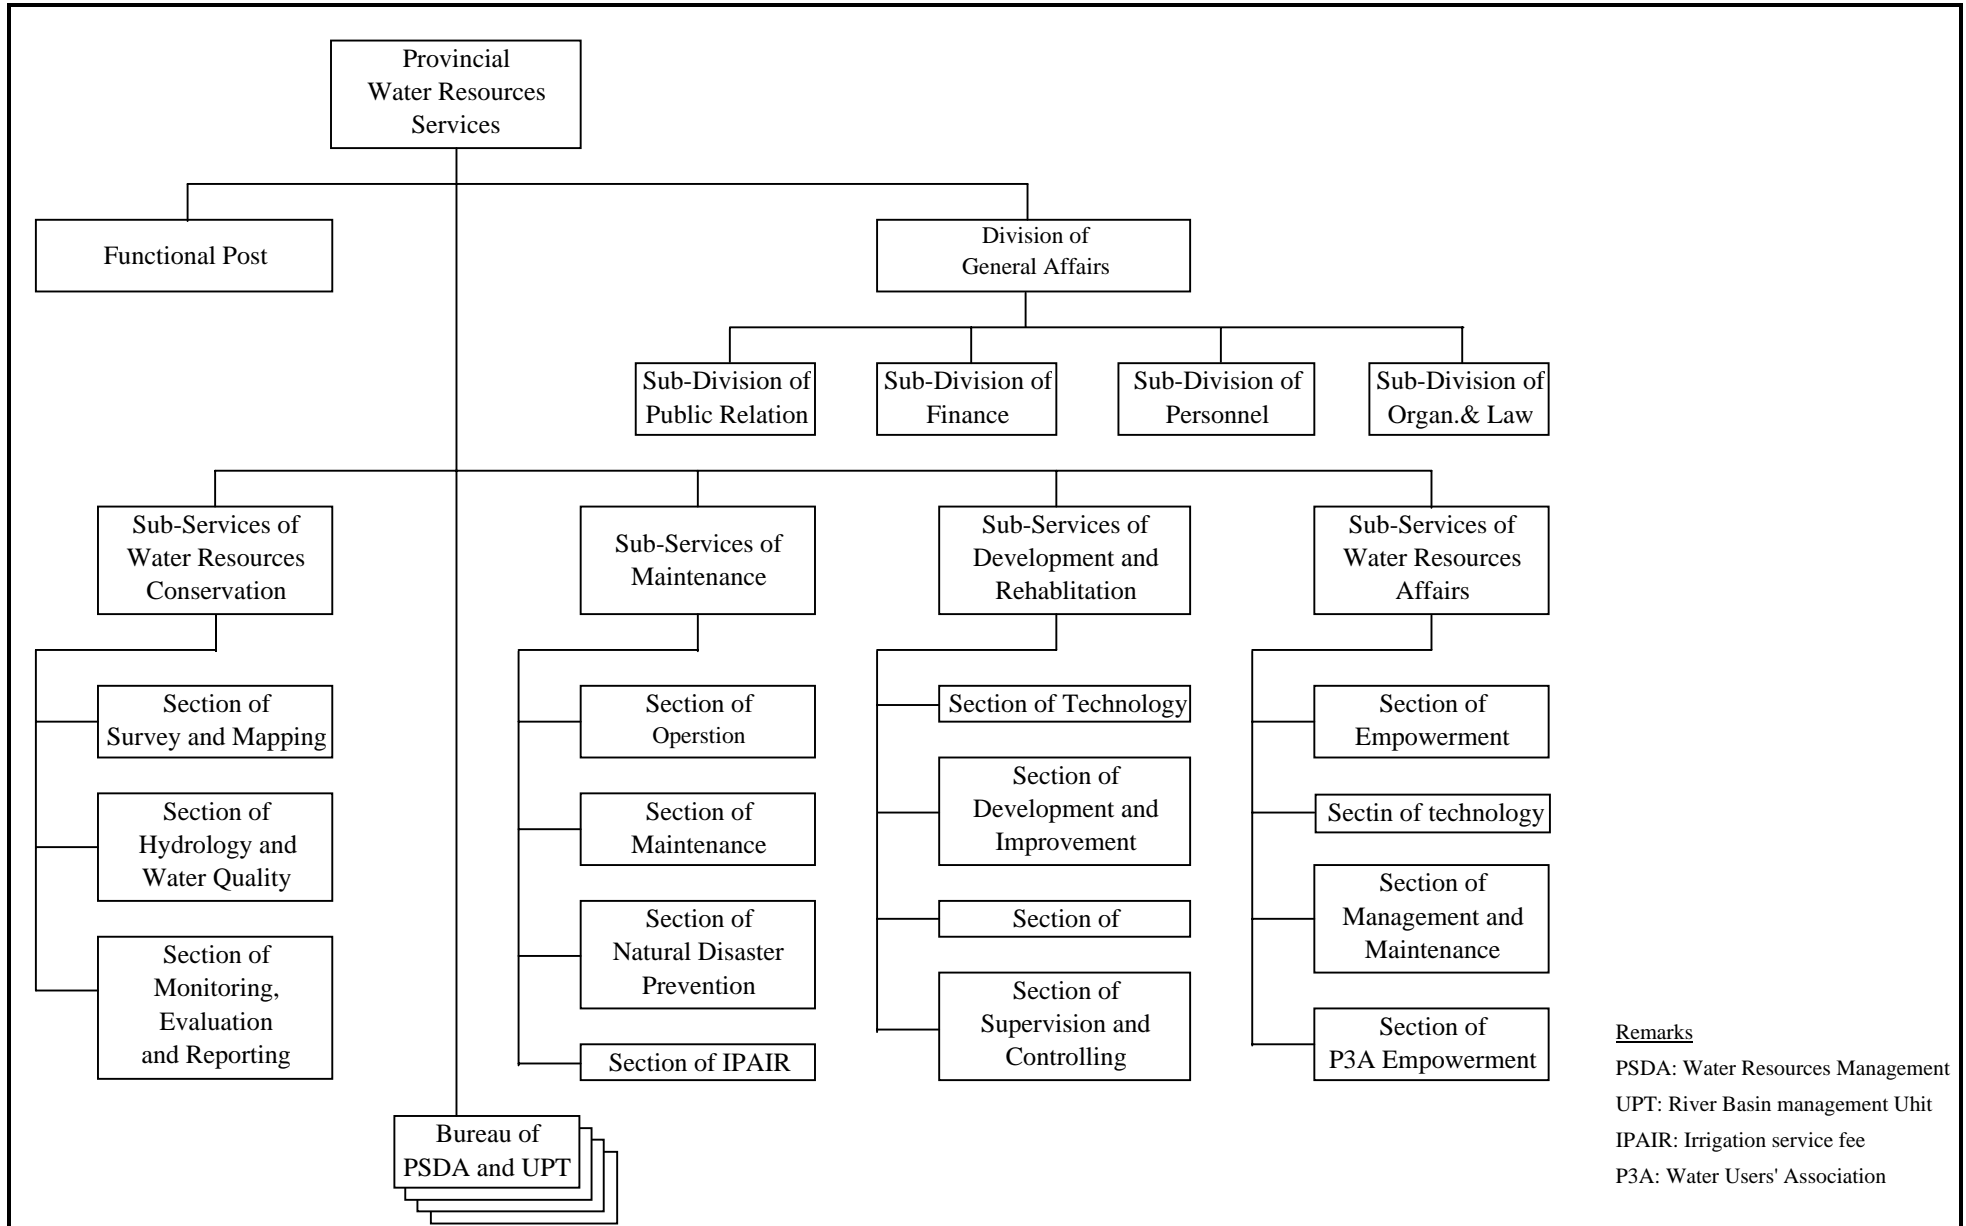 Provincial
Water Resources
Services
Functional Post
Division of
General Affairs
Sub-Division of
Public Relation
Sub-Division of
Finance
Sub-Division of
Personnel
Sub-Division of
Organ.& Law
Sub-Services of
Water Resources
Conservation
Sub-Services of
Maintenance
Sub-Services of
Development and
Rehablitation
Sub-Services of
Water Resources
Affairs
Section of
Survey and Mapping
Section of
Hydrology and
Water Quality
Section of
Monitoring,
Evaluation
and Reporting
Section of
Operstion
Section of
Maintenance
Section of
Natural Disaster
Prevention
Section of IPAIR
Section of Technology
Section of
Development and
Improvement
Section of
Section of
Supervision and
Controlling
Section of
Empowerment
Sectin of technology
Section of
Management and
Maintenance
Section of
P3A Empowerment
Bureau of
PSDA and UPT
Remarks
PSDA: Water Resources Management
UPT: River Basin management Uhit
IPAIR: Irrigation service fee
P3A: Water Users' Association